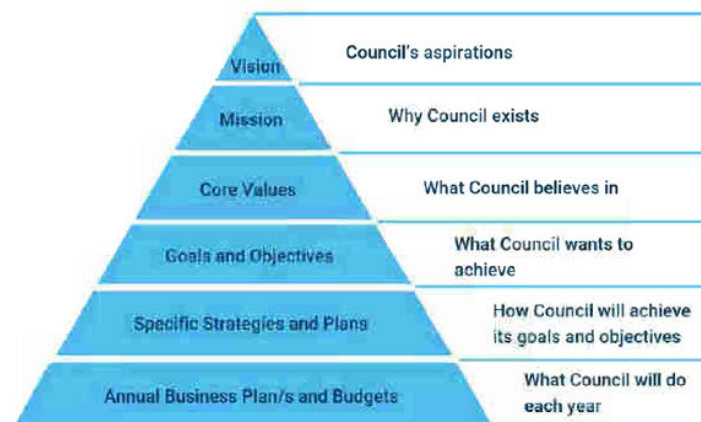 Vision
Council's aspirations
Mission
Why Council exists
Core Values
What Council believes in
Goals and Objectives
What Council wants to
achieve
Specific Strategies and Plans
How Council will achieve
its goals and objectives
Annual Business Plan/s and Budgets
What Council will do
each year